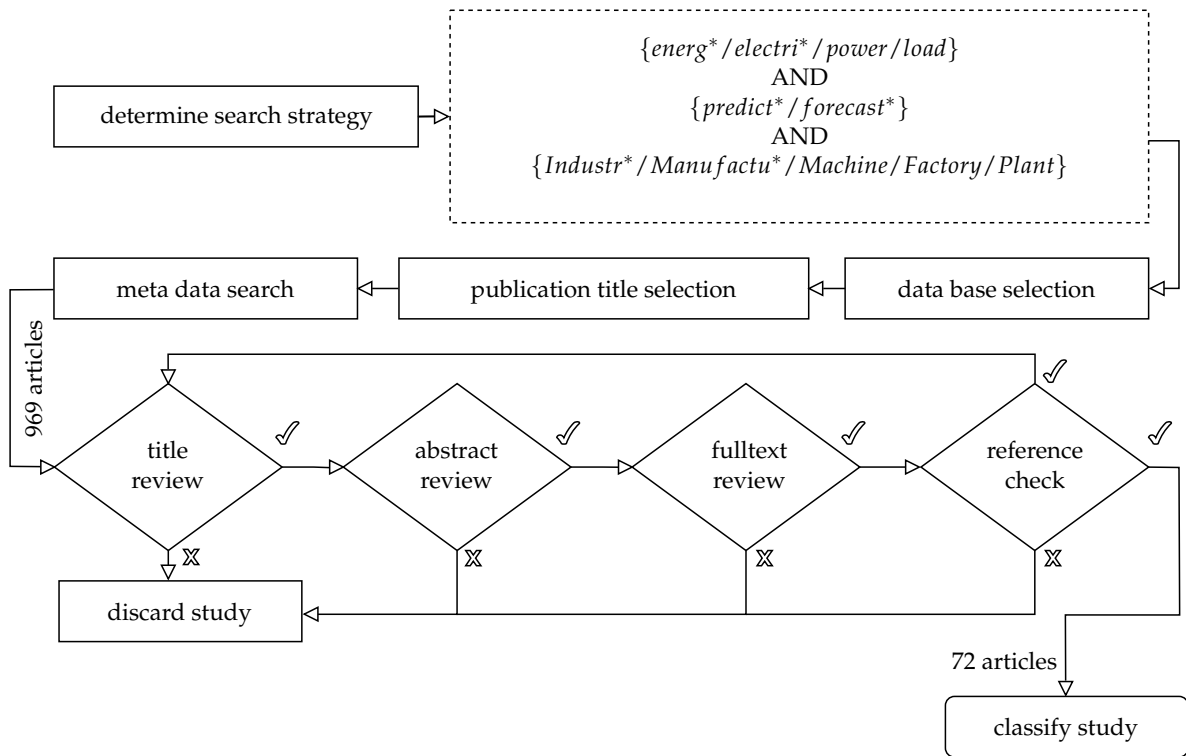 {energ*/electri*/power/load}
AND
determine search strategy
{predict*/forecast*}
AND
{Industr*/Manufactu*/Machine/Factory/Plant}
meta data search
publication title selection
data base selection
969 articles
✓
title
review
✓
abstract
review
✓
fulltext
review
✓
reference
check
✓
X
X
X
X
discard study
72 articles
classify study